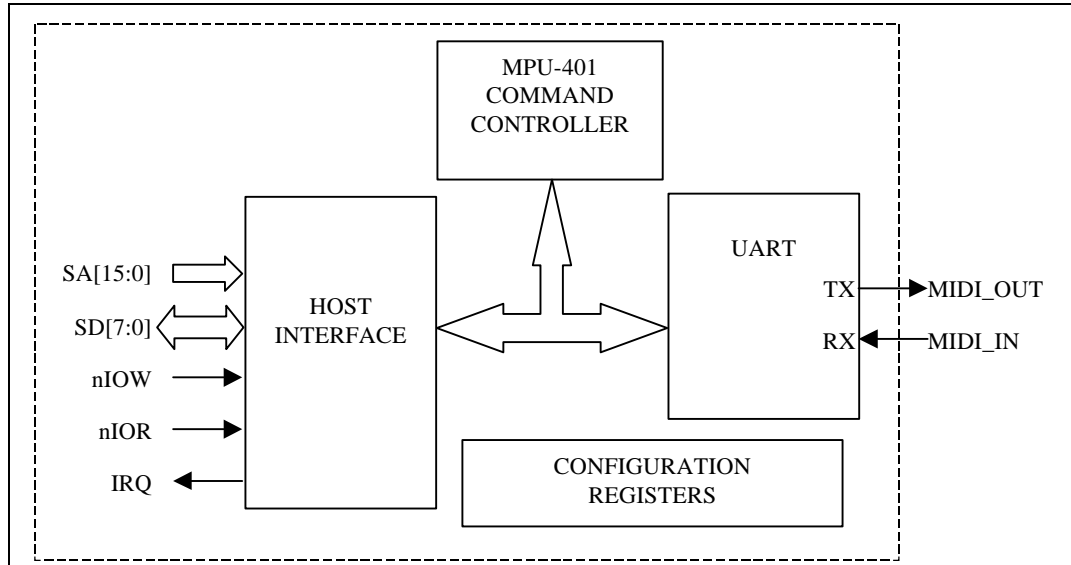 MPU-401
COMMAND
CONTROLLER
SA[15:0]
SD[7:0]
nIOW
nIOR
IRQ
HOST
INTERFACE
UART
TX
RX
MIDI_OUT
MIDI_IN
CONFIGURATION
REGISTERS